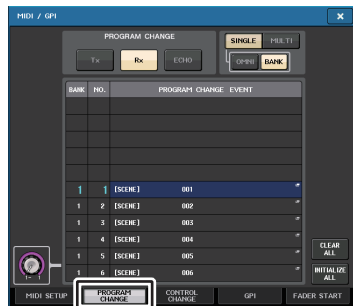 MIDI / GPI
PROGRAM CHANGE
Tx Rx ECHO
SINGLE MULTI
OMNI BANK
BANK NO. PROGRAM CHANGE EVENT
1 1 [SCENE] 001
1 2 [SCENE] 002
1 3 [SCENE] 003
1 4 [SCENE] 004
1 5 [SCENE] 005
1 6 [SCENE] 006
CLEAR ALL
INITIALIZE ALL
1- 1
MIDI SETUP PROGRAM CHANGE CONTROL CHANGE GPI FADER START